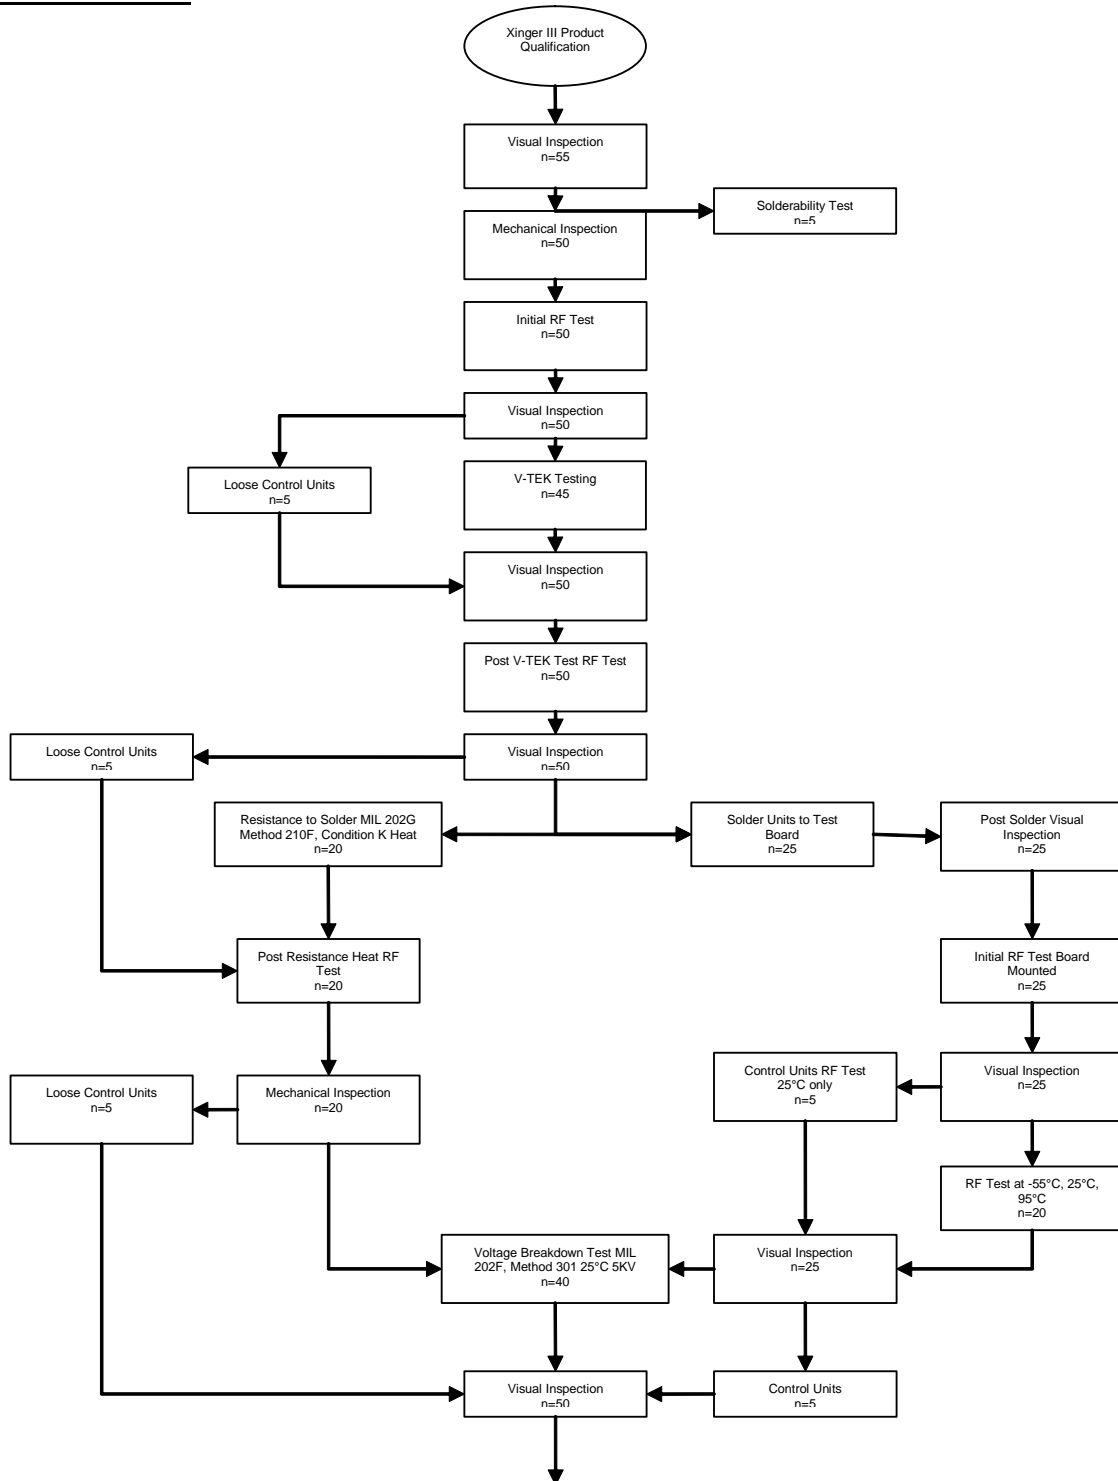 Xinger III Product
Qualification
Visual Inspection
n=55
Solderability Test
n=5
Mechanical Inspection
n=50
Initial RF Test
n=50
Visual Inspection
n=50
Loose Control Units
n=5
V-TEK Testing
n=45
Visual Inspection
n=50
Post V-TEK Test RF Test
n=50
Loose Control Units
n=5
Visual Inspection
n=50
Resistance to Solder MIL 202G
Method 210F, Condition K Heat
n=20
Solder Units to Test
Board
n=25
Post Solder Visual
Inspection
n=25
Post Resistance Heat RF
Test
n=20
Initial RF Test Board
Mounted
n=25
Loose Control Units
n=5
Mechanical Inspection
n=20
Control Units RF Test
25°C only
n=5
Visual Inspection
n=25
RF Test at -55°C, 25°C,
95°C
n=20
Voltage Breakdown Test MIL
202F, Method 301 25°C 5KV
n=40
Visual Inspection
n=25
Visual Inspection
n=50
Control Units
n=5